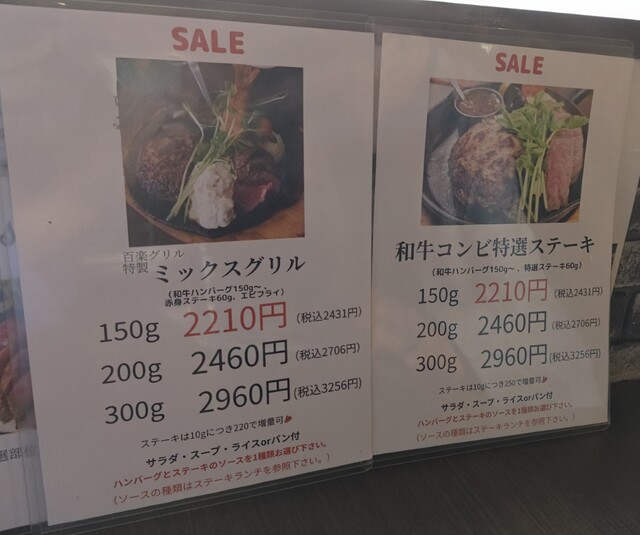 SALE
百楽グリル
特製 ミックスグリル
(和牛ハンバーグ150g〜、
赤身ステーキ60g、エビフライ)
150g 2210円 (税込2431円)
200g 2460円 (税込2706円)
300g 2960円 (税込3256円)
ステーキは10gにつき220で増量可
サラダ・スープ・ライスorパン付
ハンバーグとステーキのソースを1種類お選び下さい。
(ソースの種類はステーキランチを参照下さい。)
SALE
和牛コンビ特選ステーキ
(和牛ハンバーグ150g〜、特選ステーキ60g)
150g 2210円 (税込2431円)
200g 2460円 (税込2706円)
300g 2960円 (税込3256円)
ステーキは10gにつき250で増量可
サラダ・スープ・ライスorパン付
ハンバーグとステーキのソースを1種類お選び下さい。
(ソースの種類はステーキランチを参照下さい。)